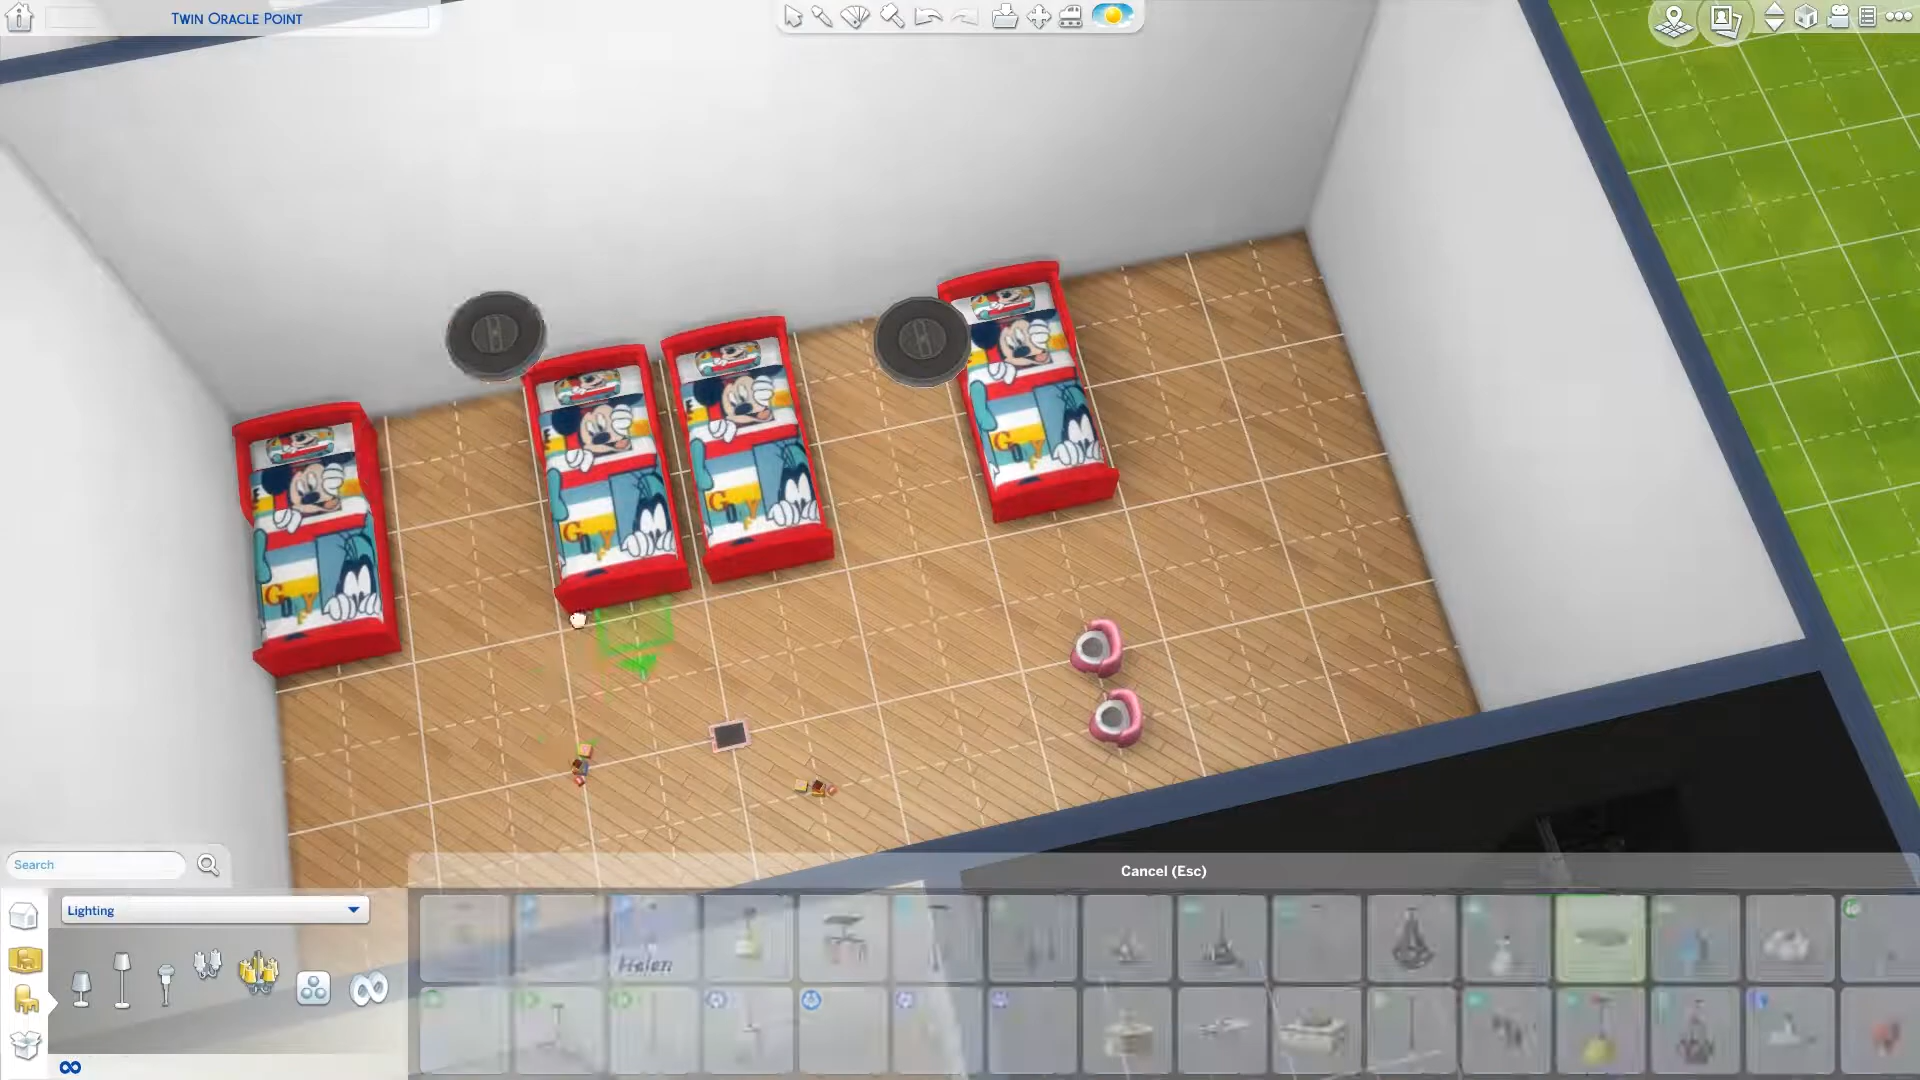 TWIN ORACLE POINT
Search
Cancel (Esc)
Lighting
Helen